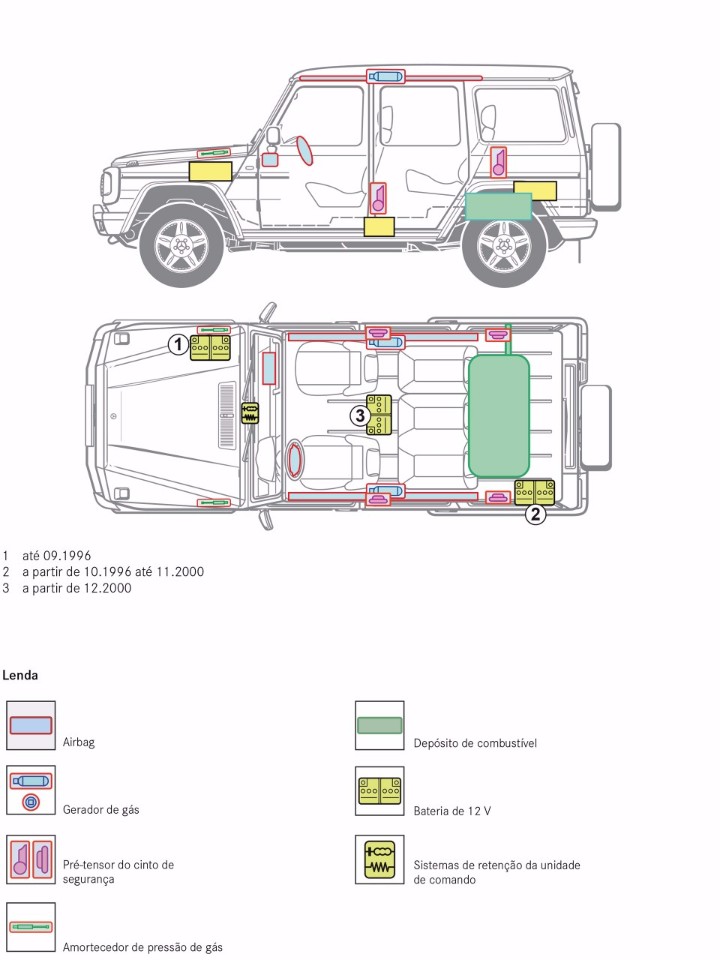 1
3
2
1 até 09.1996
2 a partir de 10.1996 até 11.2000
3 a partir de 12.2000
Lenda
Airbag
Depósito de combustível
Gerador de gás
Bateria de 12 V
Pré-tensor do cinto de
segurança
Sistemas de retenção da unidade
de comando
Amortecedor de pressão de gás